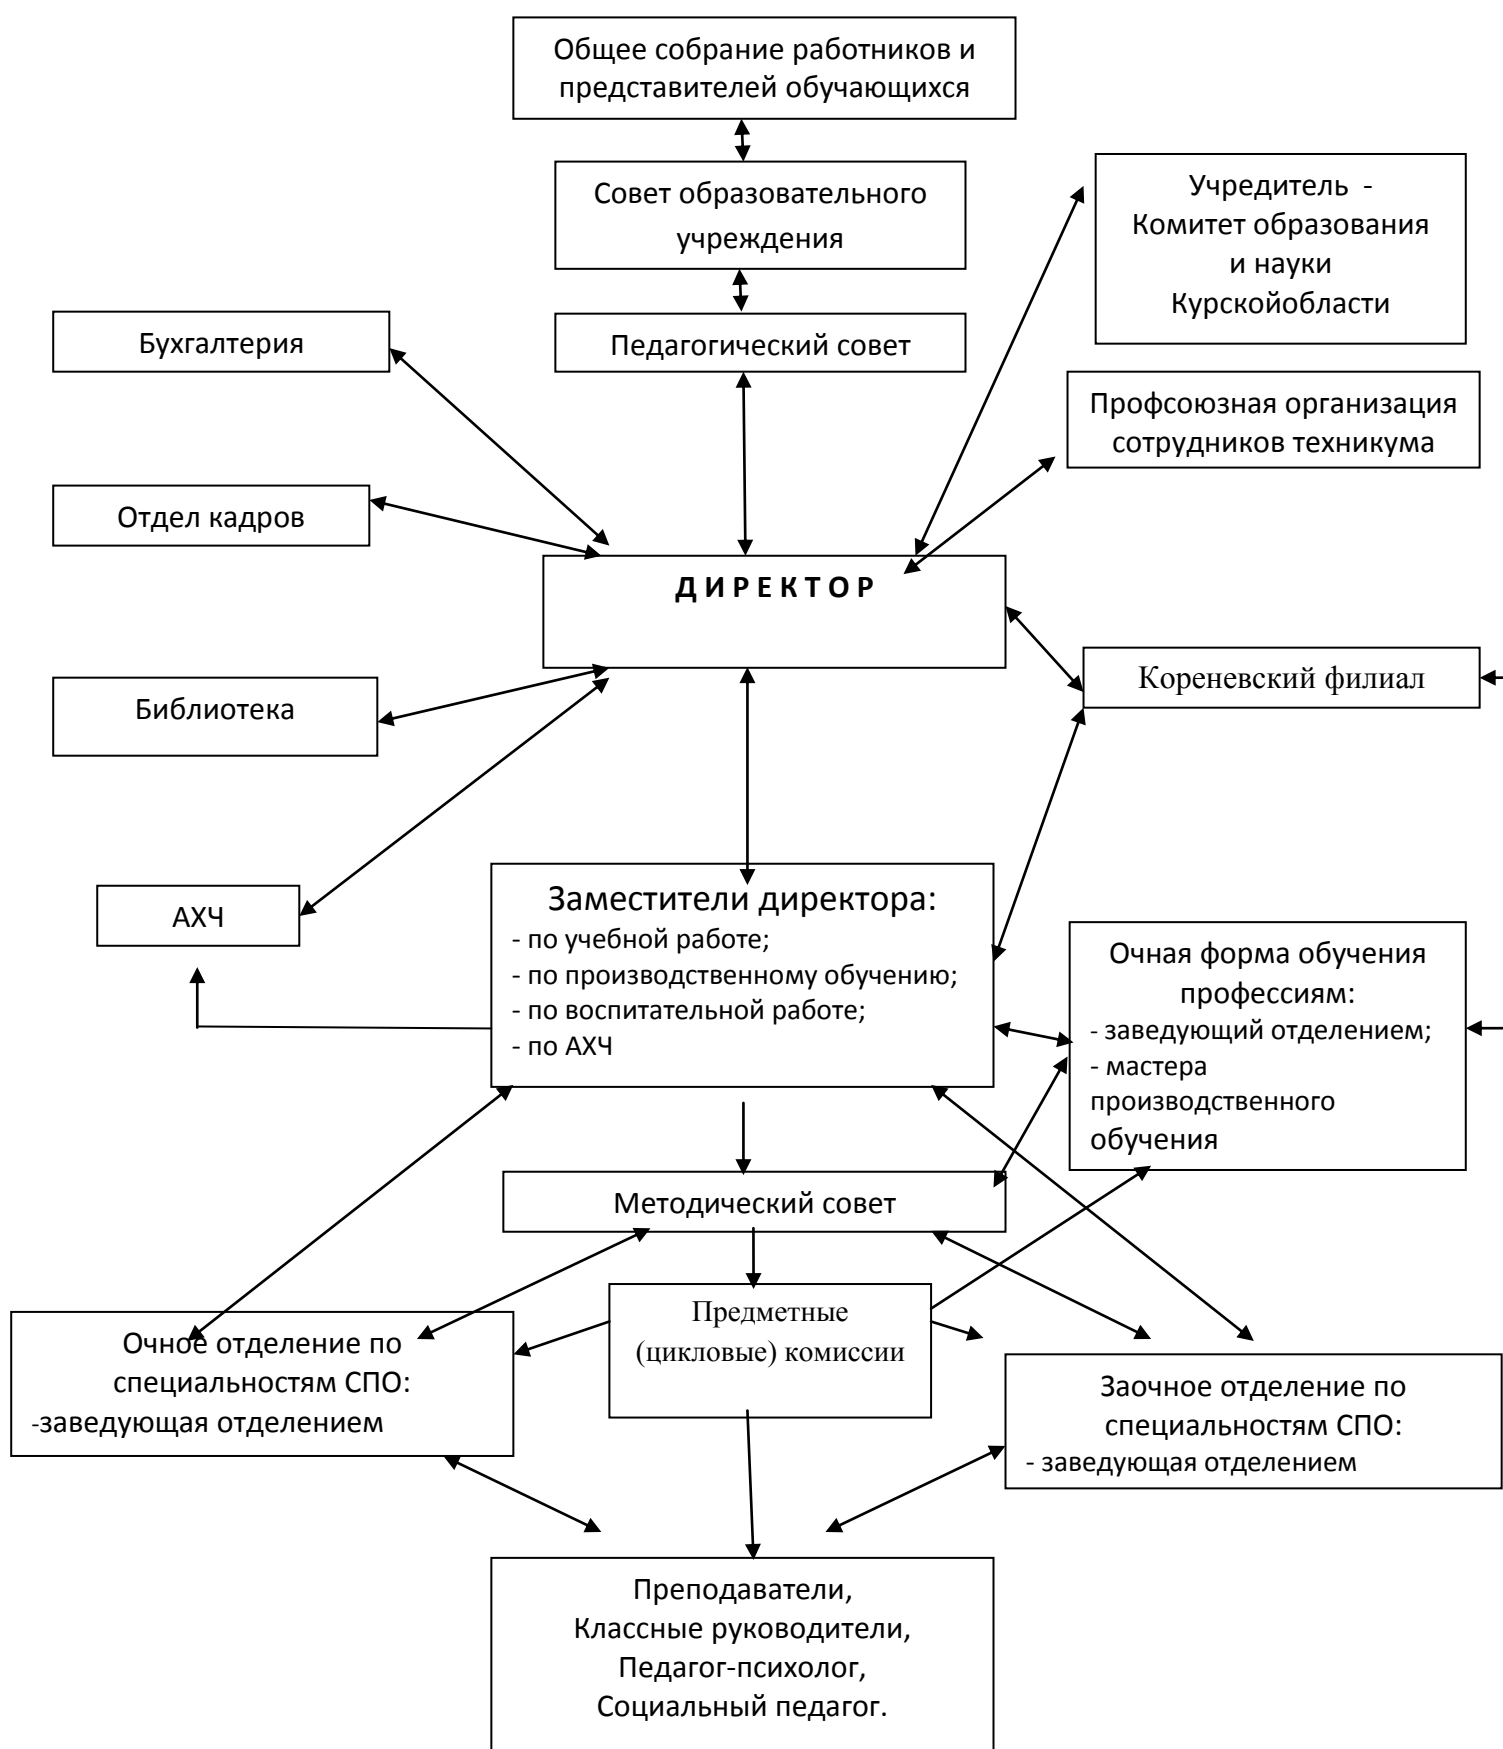 Общее собрание работников и
представителей обучающихся
Совет образовательного
учреждения
Учредитель -
Комитет образования
и науки
Курскойобласти
Бухгалтерия
Педагогический совет
Профсоюзная организация
сотрудников техникума
Отдел кадров
Д И Р Е К Т О Р
Кореневский филиал
Библиотека
Заместители директора:
- по учебной работе;
- по производственному обучению;
- по воспитательной работе;
- по АХЧ
АХЧ
Очная форма обучения
профессиям:
- заведующий отделением;
- мастера
производственного
обучения
Методический совет
Предметные
(цикловые) комиссии
Очное отделение по
специальностям СПО:
-заведующая отделением
Заочное отделение по
специальностям СПО:
- заведующая отделением
Преподаватели,
Классные руководители,
Педагог-психолог,
Социальный педагог.